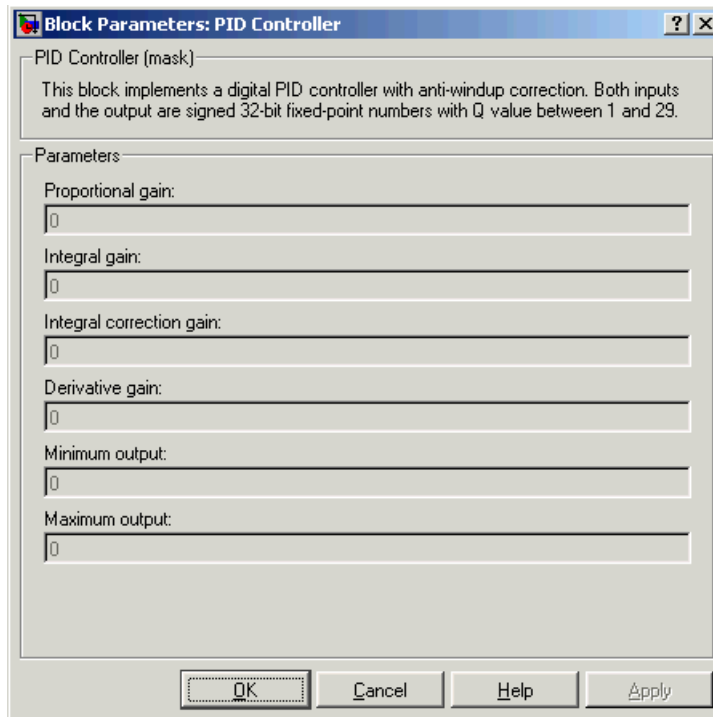 Block Parameters: PID Controller
PID Controller (mask)
This block implements a digital PID controller with anti-windup correction. Both inputs
and the output are signed 32-bit fixed-point numbers with Q value between 1 and 29.
Parameters
Proportional gain:
0
Integral gain:
0
Integral correction gain:
0
Derivative gain:
0
Minimum output:
0
Maximum output:
0
OK Cancel Help Apply